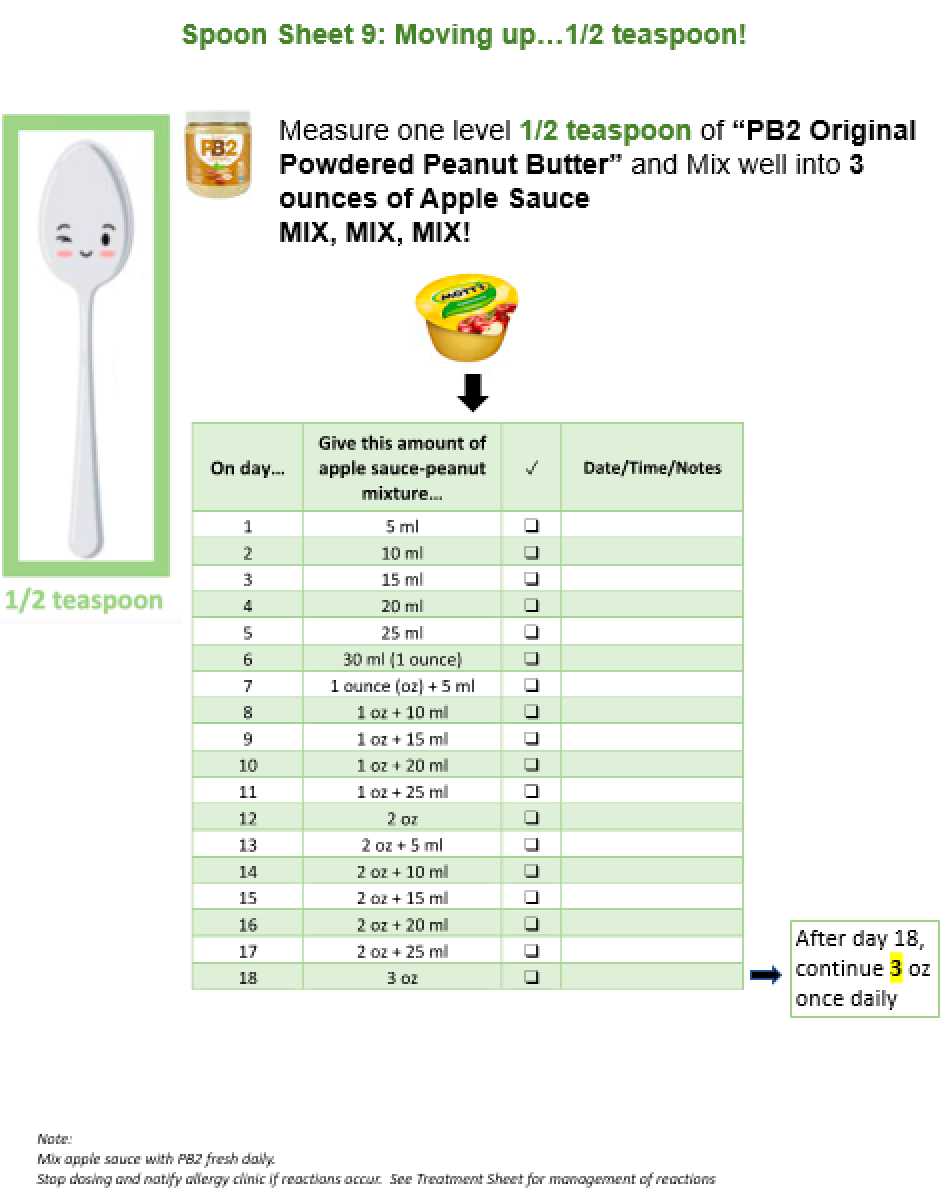 Spoon Sheet 9: Moving up...1/2 teaspoon!
PB2
Measure one level 1/2 teaspoon of “PB2 Original
Powdered Peanut Butter” and Mix well into 3
ounces of Apple Sauce
MIX, MIX, MIX!
MOTT'S
1/2 teaspoon
On day... Give this amount of apple sauce-peanut mixture... ✓ Date/Time/Notes
1 5 ml ❑
2 10 ml ❑
3 15 ml ❑
4 20 ml ❑
5 25 ml ❑
6 30 ml (1 ounce) ❑
7 1 ounce (oz) + 5 ml ❑
8 1 oz + 10 ml ❑
9 1 oz + 15 ml ❑
10 1 oz + 20 ml ❑
11 1 oz + 25 ml ❑
12 2 oz ❑
13 2 oz + 5 ml ❑
14 2 oz + 10 ml ❑
15 2 oz + 15 ml ❑
16 2 oz + 20 ml ❑
17 2 oz + 25 ml ❑
18 3 oz ❑
After day 18,
continue 3 oz
once daily
Note:
Mix apple sauce with PB2 fresh daily.
Stop dosing and notify allergy clinic if reactions occur. See Treatment Sheet for management of reactions